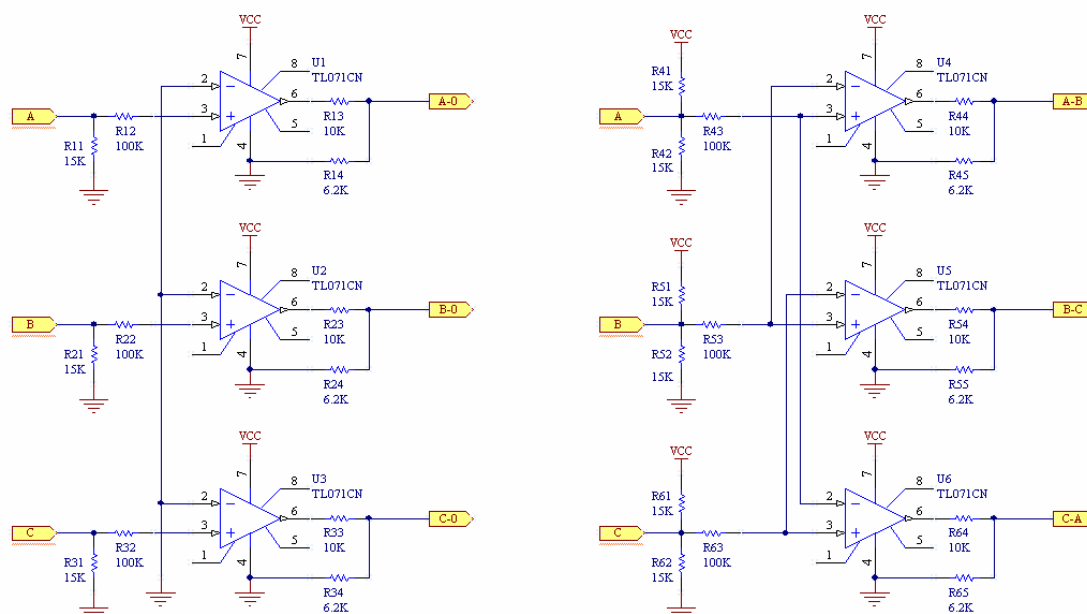 VCC
7
8
U1
TL071CN
2
6
A
3
R13
A-0
R12
5
10K
R11
100K
1
4
15K
R14
6.2K
VCC
7
8
U2
TL071CN
2
6
B
3
R23
B-0
R22
5
10K
R21
100K
1
4
15K
R24
6.2K
VCC
7
8
U3
TL071CN
2
6
C
3
R33
C-0
R32
5
10K
R31
100K
1
4
15K
R34
6.2K
VCC
VCC
R41
15K
7
8
U4
TL071CN
2
6
A
3
R44
A-B
R43
5
10K
R42
100K
1
4
15K
R45
6.2K
VCC
VCC
R51
15K
7
8
U5
TL071CN
2
6
B
3
R54
B-C
R53
5
10K
R52
100K
1
4
15K
R55
6.2K
VCC
VCC
R61
15K
7
8
U6
TL071CN
2
6
C
3
R64
C-A
R63
5
10K
R62
100K
1
4
15K
R65
6.2K